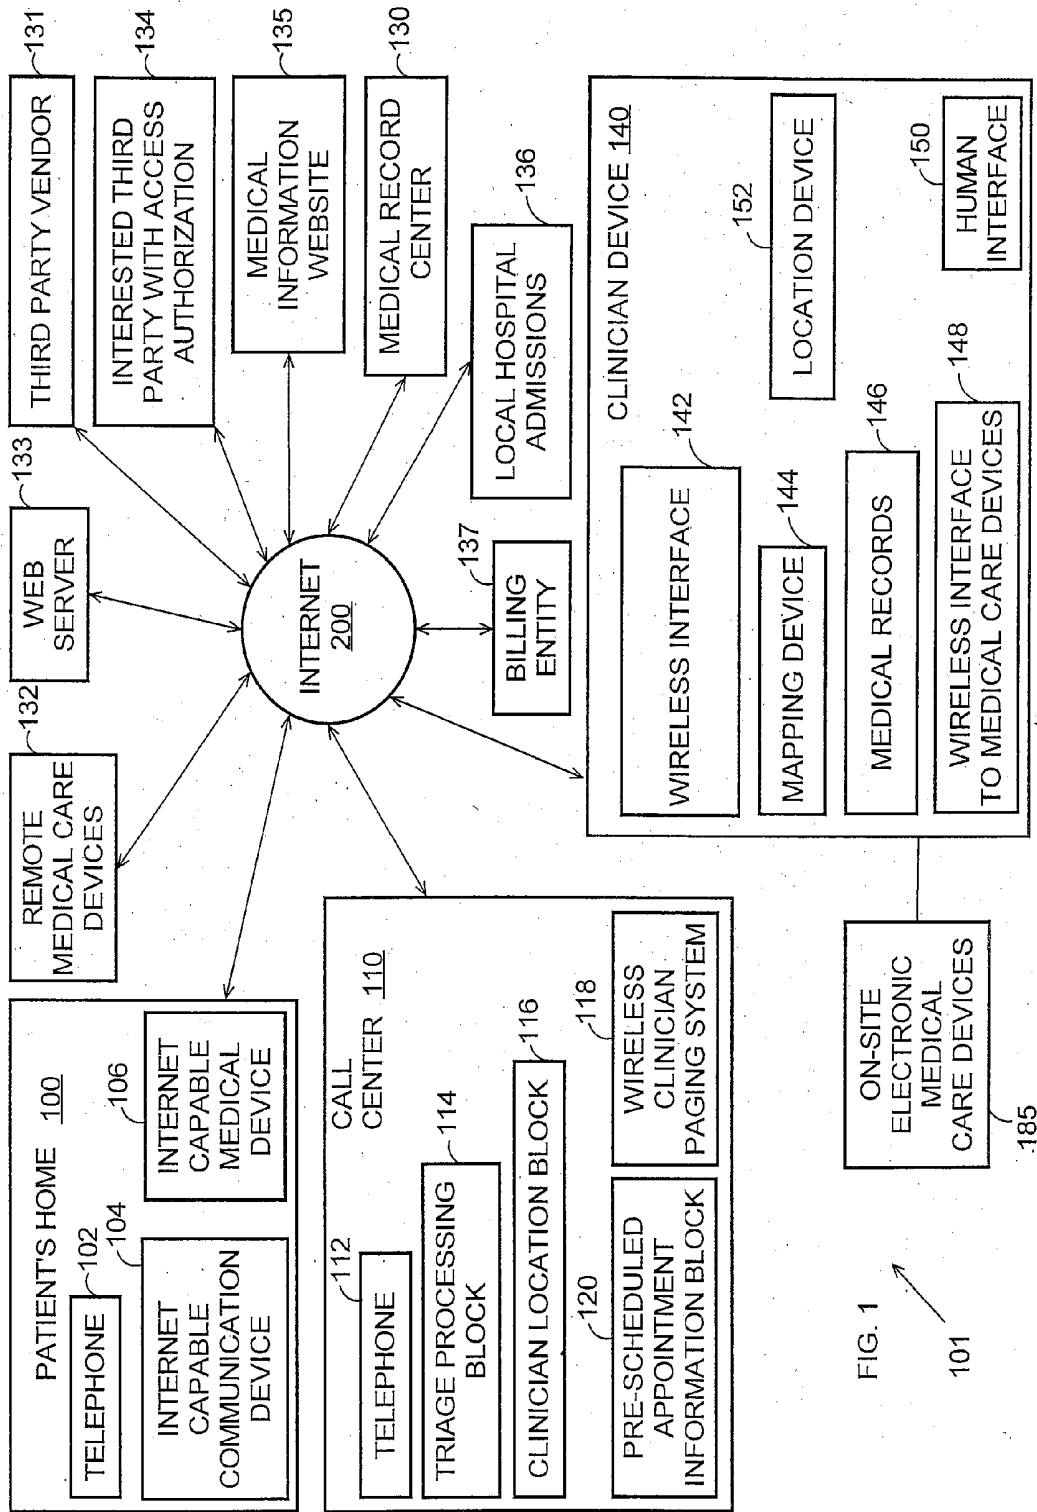 PATIENT'S HOME 100
TELEPHONE
102
INTERNET
CAPABLE
COMMUNICATION
DEVICE
104
INTERNET
CAPABLE
MEDICAL
DEVICE
106
REMOTE
MEDICAL CARE
DEVICES
132
WEB
SERVER
133
THIRD PARTY VENDOR
131
INTERESTED THIRD
PARTY WITH ACCESS
AUTHORIZATION
134
MEDICAL
INFORMATION
WEBSITE
135
MEDICAL RECORD
CENTER
130
LOCAL HOSPITAL
ADMISSIONS
136
INTERNET
200
BILLING
ENTITY
137
CALL
CENTER 110
TELEPHONE
112
TRIAGE PROCESSING
BLOCK
114
CLINICIAN LOCATION BLOCK
116
PRE-SCHEDULED
APPOINTMENT
INFORMATION BLOCK
120
WIRELESS
CLINICIAN
PAGING SYSTEM
118
CLINICIAN DEVICE 140
WIRELESS INTERFACE
142
MAPPING DEVICE
144
MEDICAL RECORDS
146
WIRELESS INTERFACE
TO MEDICAL CARE DEVICES
148
LOCATION DEVICE
152
HUMAN
INTERFACE
150
ON-SITE
ELECTRONIC
MEDICAL
CARE DEVICES
185
FIG. 1
101